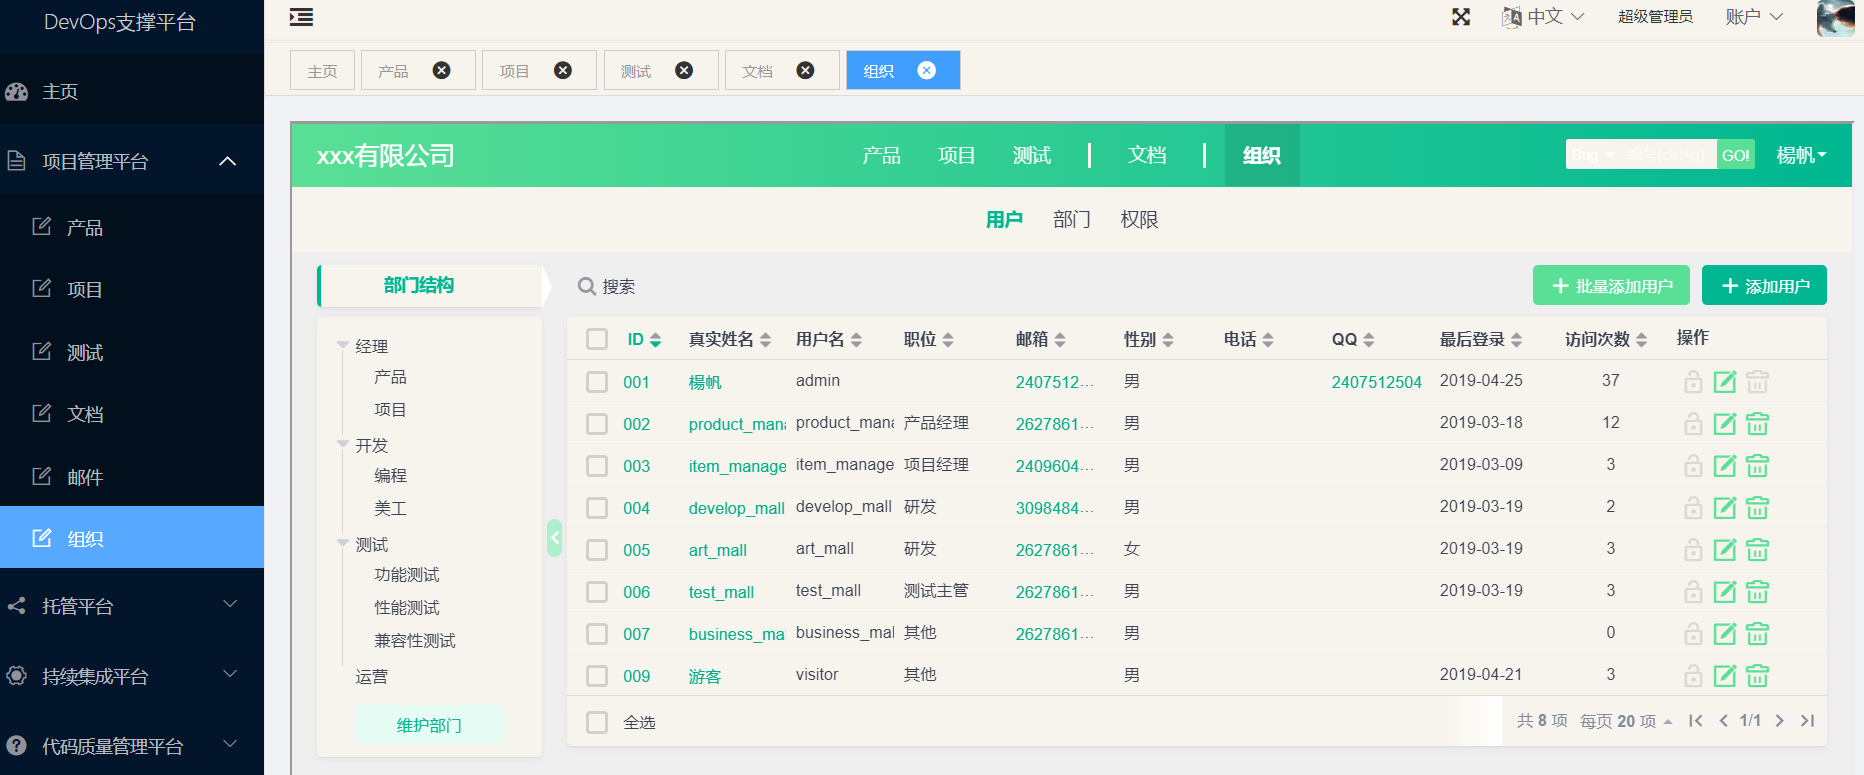 DevOps支撑平台
主页
项目管理平台
产品
项目
测试
文档
邮件
组织
托管平台
持续集成平台
代码质量管理平台
中文 超级管理员 账户
主页 产品 项目 测试 文档 组织
xxx有限公司 产品 项目 测试 文档 组织 Bug GO! 楊帆
用户 部门 权限
部门结构
经理
产品
项目
开发
编程
美工
测试
功能测试
性能测试
兼容性测试
运营
维护部门
搜索 批量添加用户 添加用户
ID 真实姓名 用户名 职位 邮箱 性别 电话 QQ 最后登录 访问次数 操作
001 楊帆 admin 2407512... 男 2407512504 2019-04-25 37
002 product_mana product_mana 产品经理 2627861... 男 2019-03-18 12
003 item_manage item_manage 项目经理 2409604... 男 2019-03-09 3
004 develop_mall develop_mall 研发 3098484... 男 2019-03-19 2
005 art_mall art_mall 研发 2627861... 女 2019-03-19 3
006 test_mall test_mall 测试主管 2627861... 男 2019-03-19 3
007 business_mal business_mal 其他 2627861... 男 0
009 游客 visitor 其他 男 2019-04-21 3
全选 共 8 项 每页 20 项 1/1